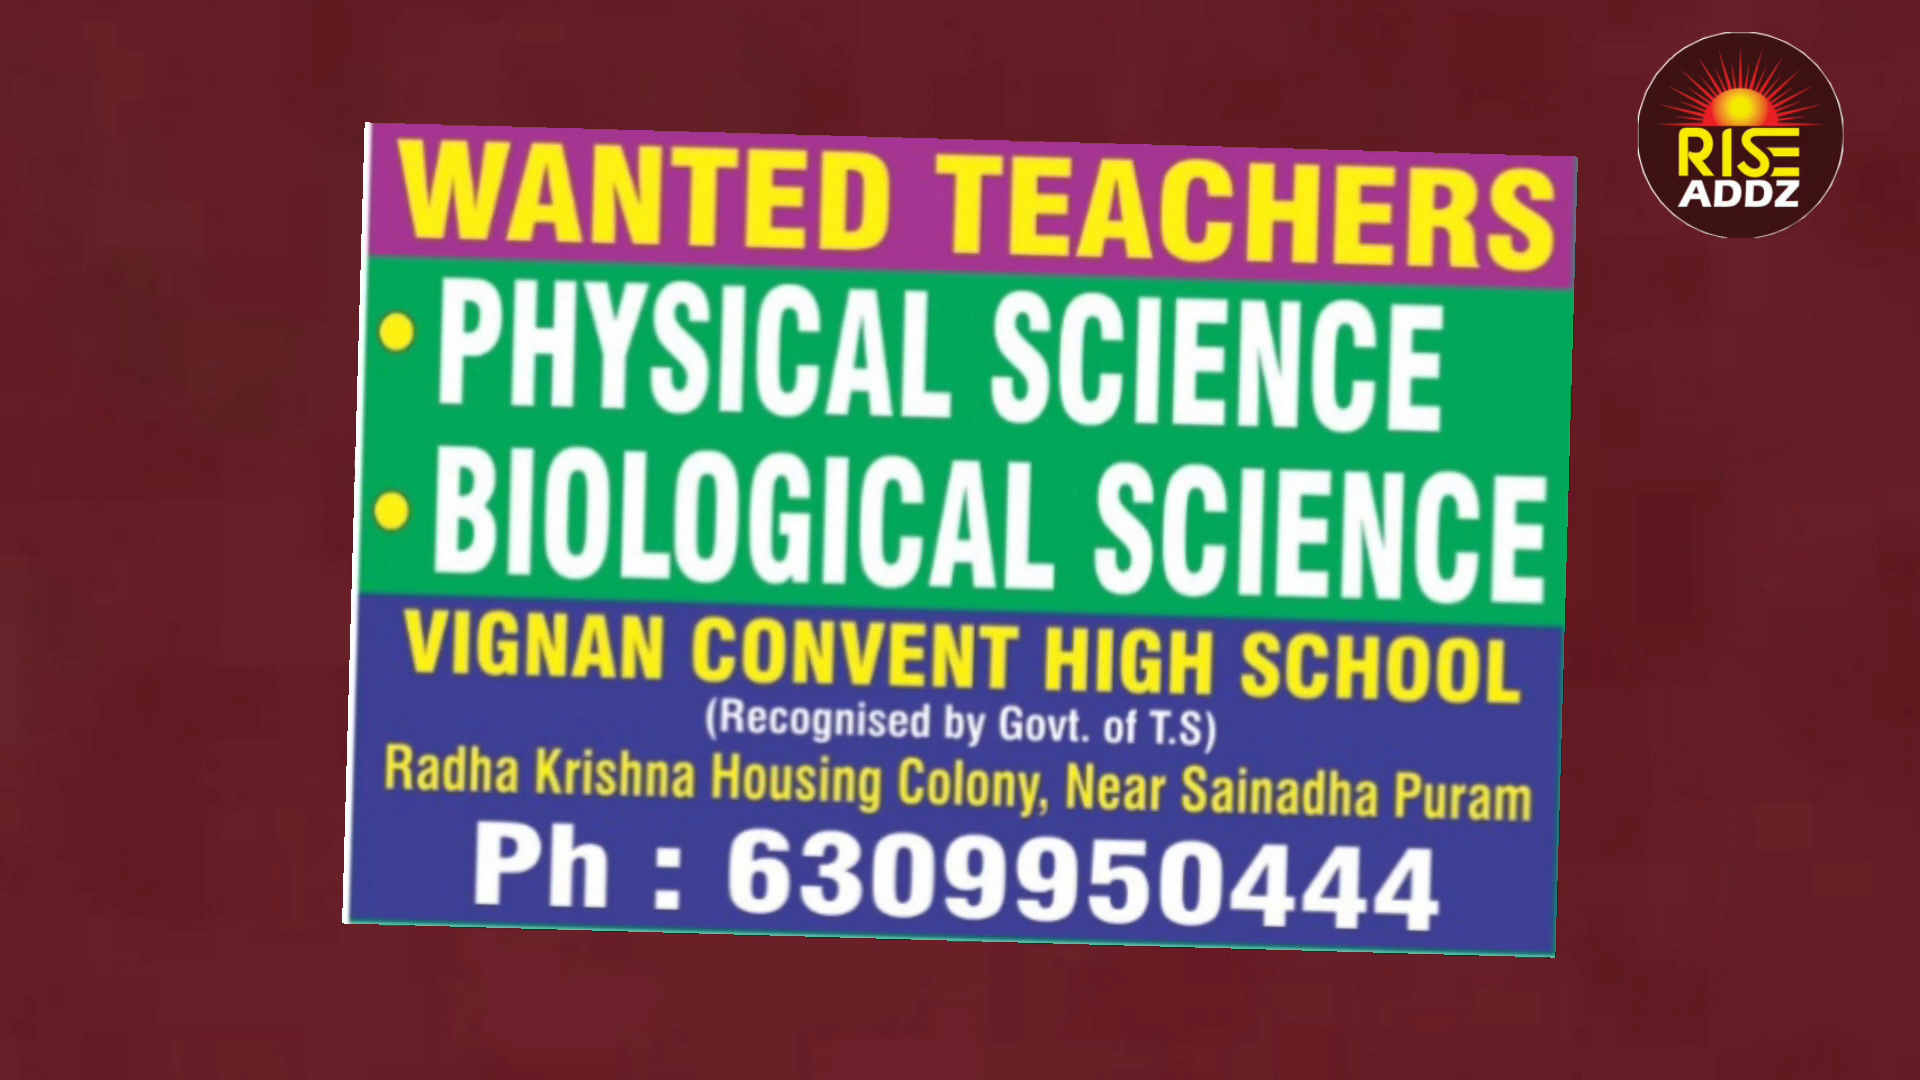 WANTED TEACHERS
• PHYSICAL SCIENCE
• BIOLOGICAL SCIENCE
VIGNAN CONVENT HIGH SCHOOL
(Recognised by Govt. of T.S)
Radha Krishna Housing Colony, Near Sainadha Puram
Ph : 6309950444
RISE
ADDZ